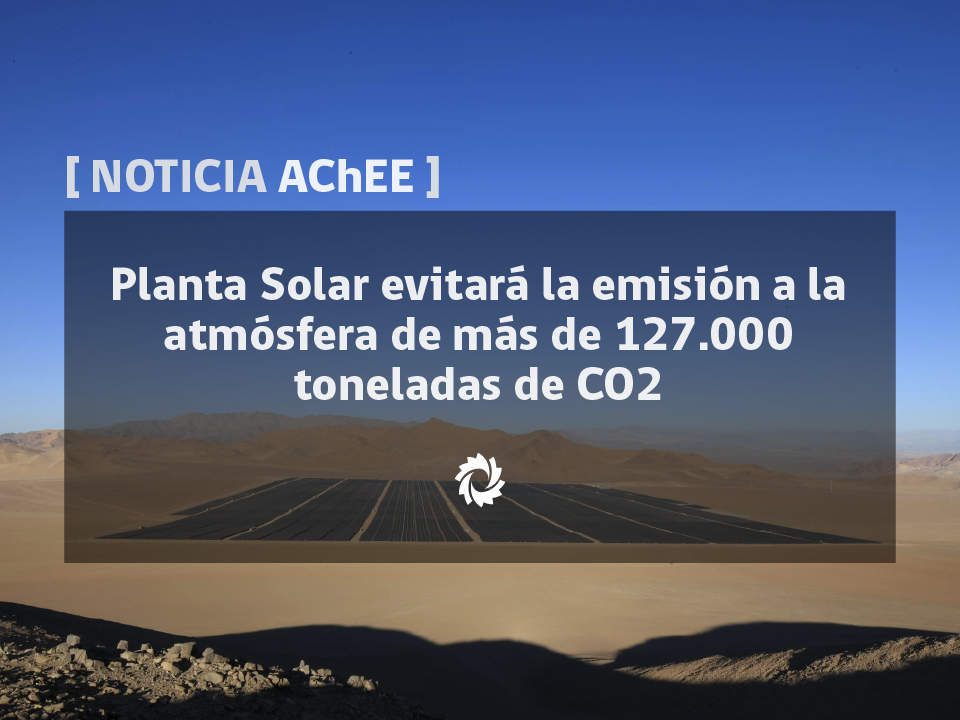 [ NOTICIA AChEE ]
Planta Solar evitará la emisión a la
atmósfera de más de 127.000
toneladas de CO2